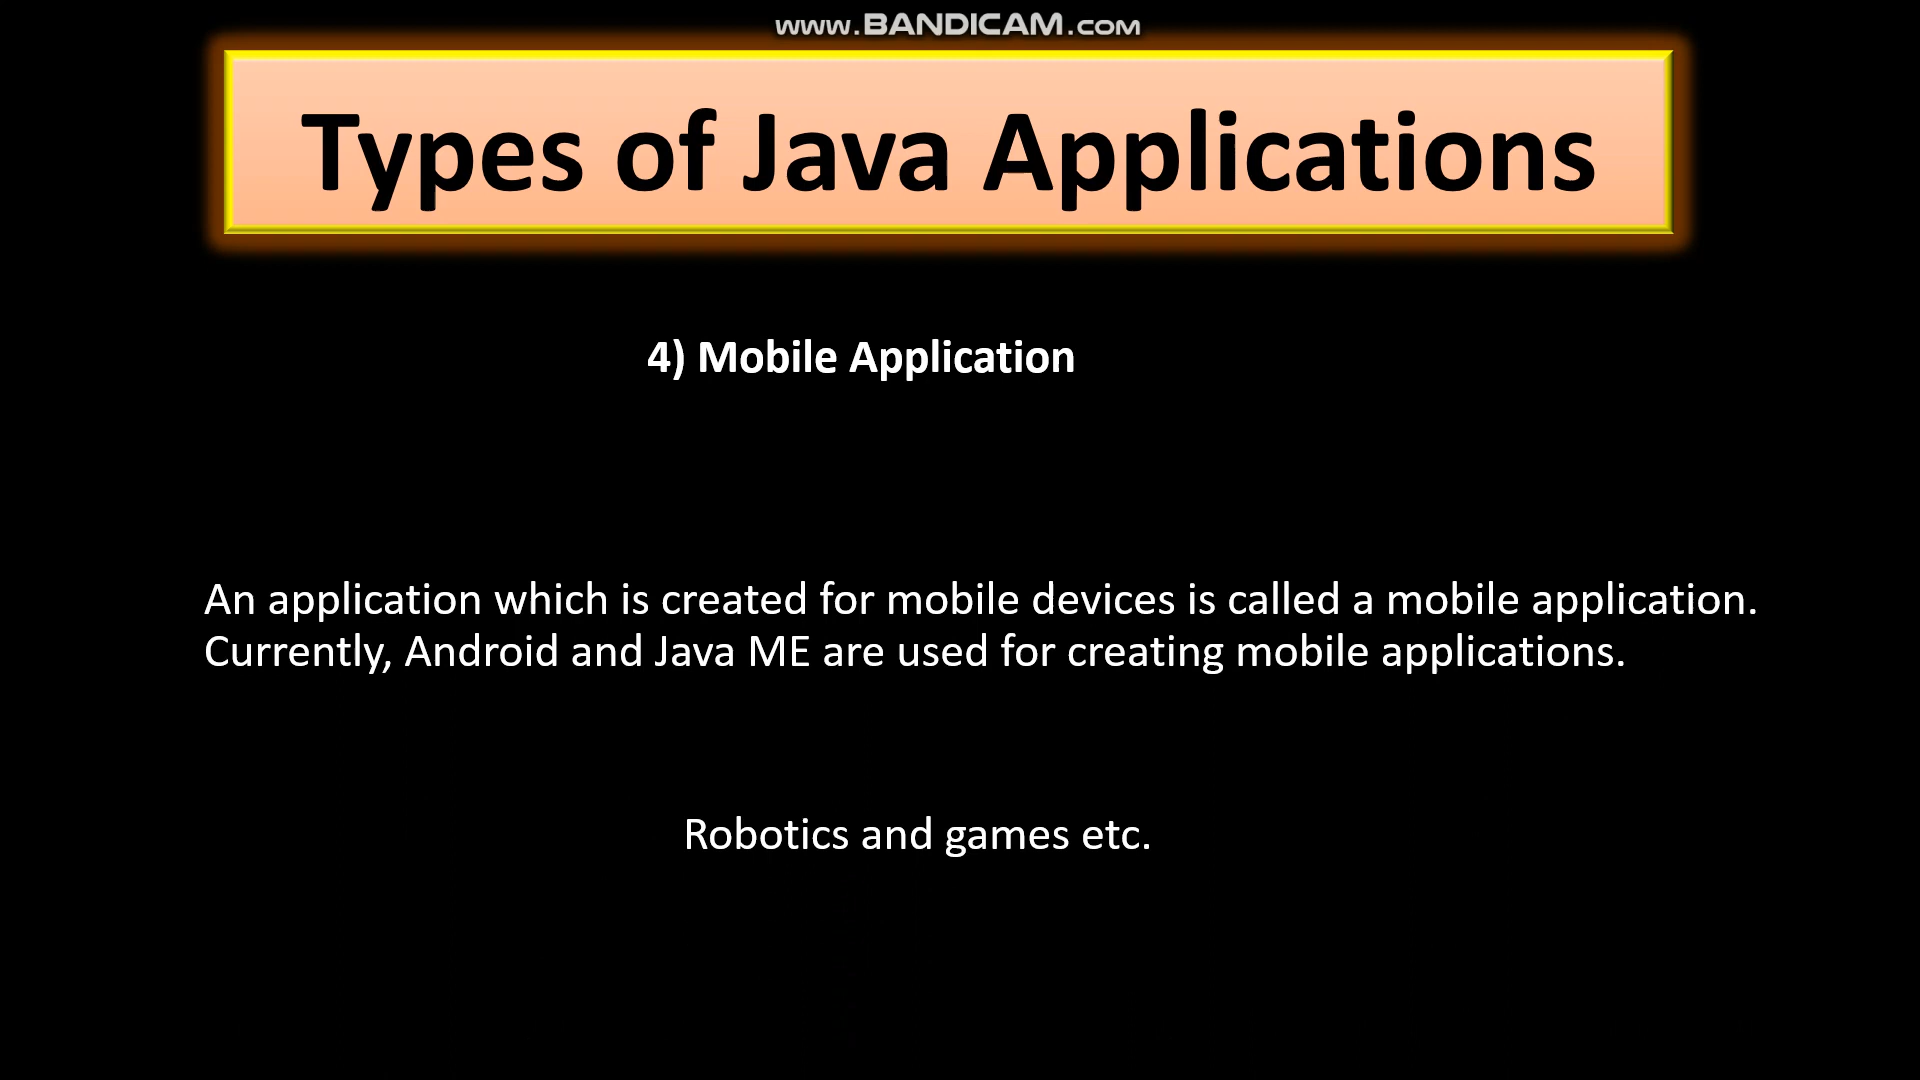 www.BANDICAM.com
Types of Java Applications
4) Mobile Application
An application which is created for mobile devices is called a mobile application.
Currently, Android and Java ME are used for creating mobile applications.
Robotics and games etc.